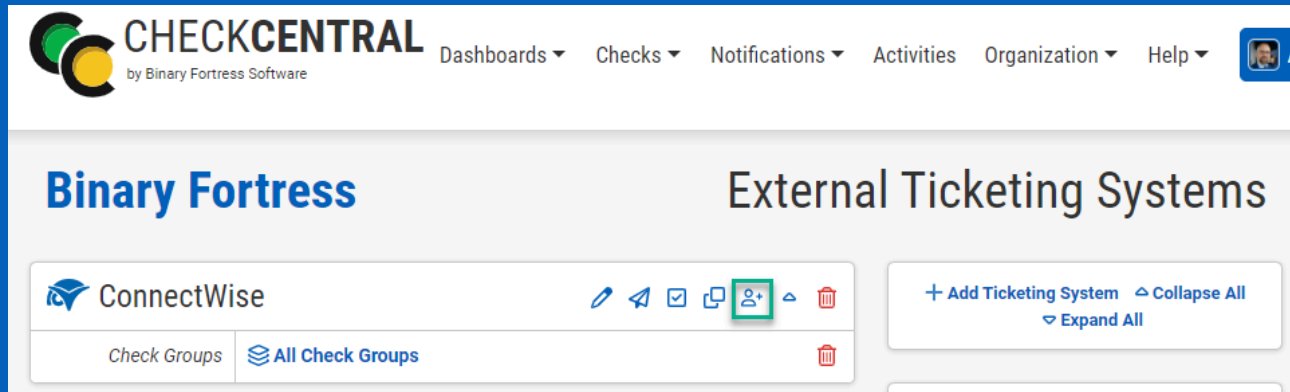 CHECKCENTRAL
by Binary Fortress Software
Dashboards Checks Notifications Activities Organization Help
Binary Fortress
External Ticketing Systems
ConnectWise
Check Groups All Check Groups
+ Add Ticketing System Collapse All
Expand All